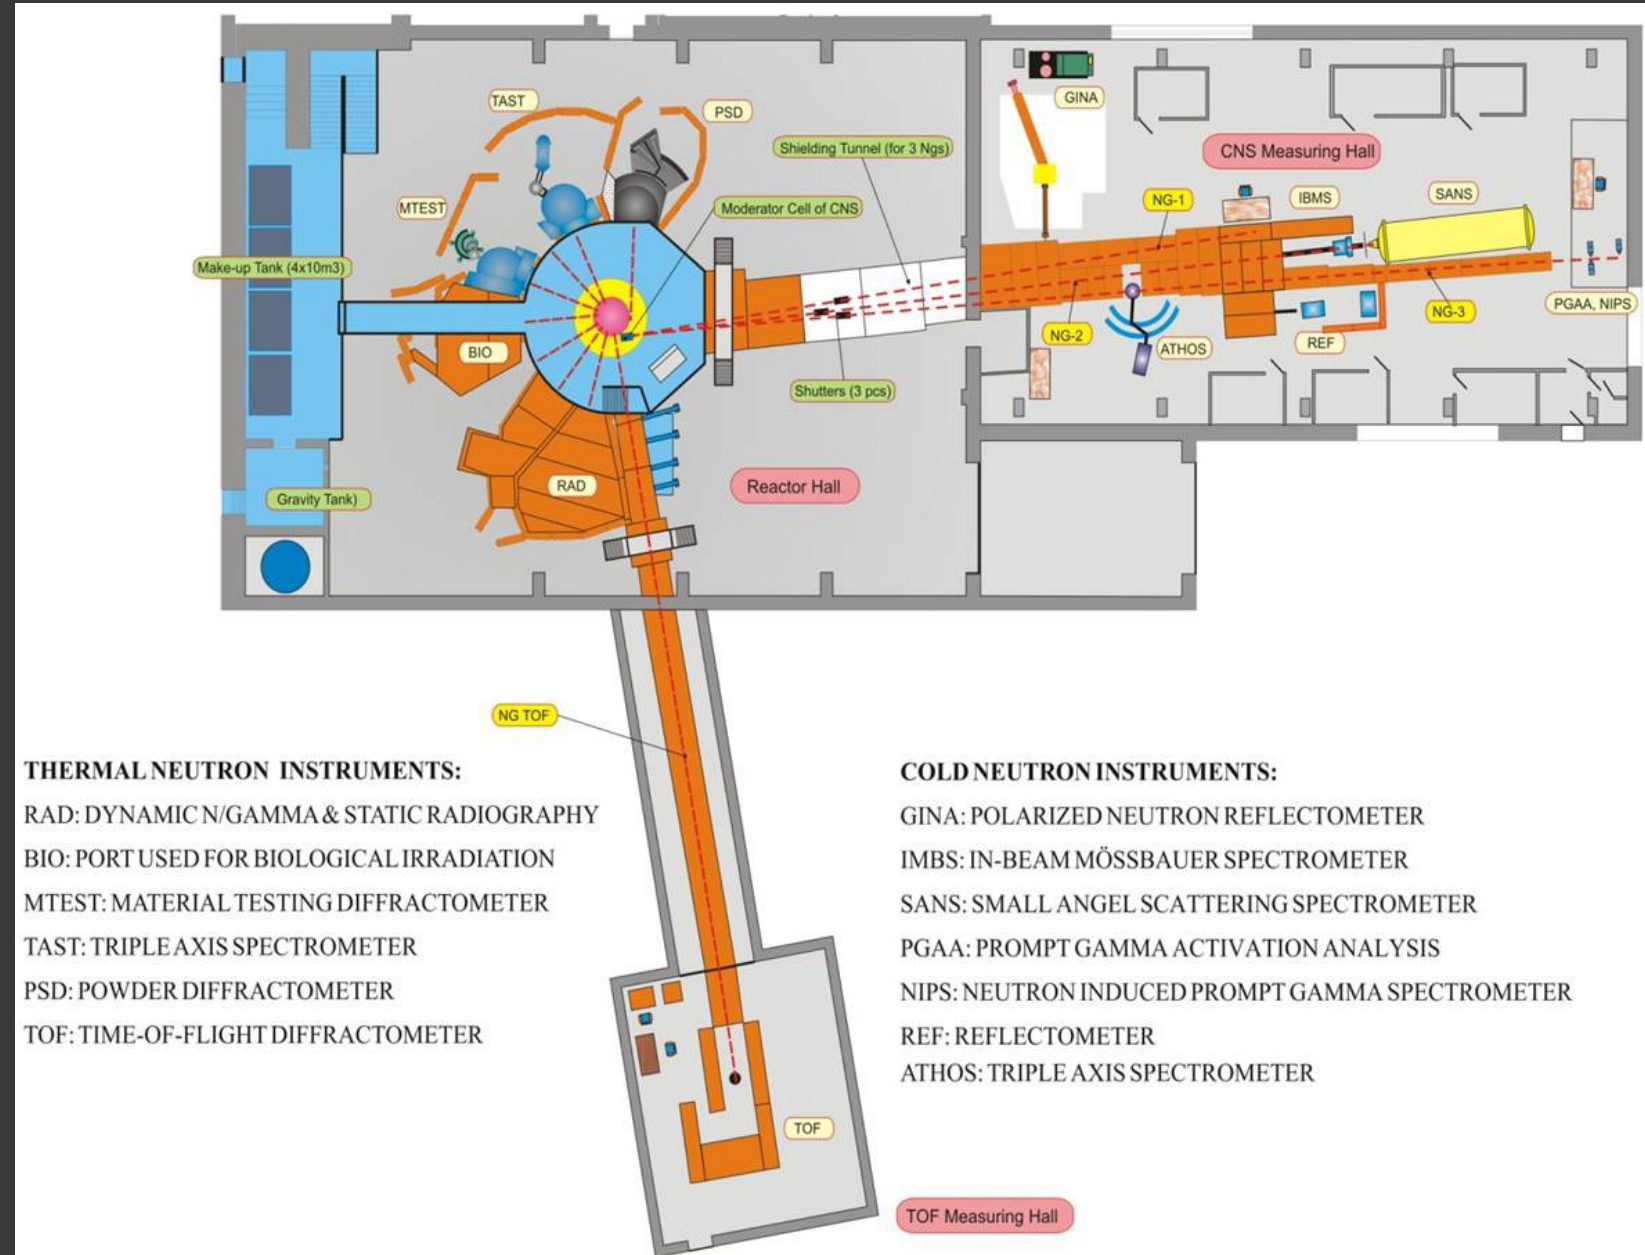 TAST
PSD
GINA
Shielding Tunnel (for 3 Ngs)
CNS Measuring Hall
MTEST
Moderator Cell of CNS
NG-1
IBMS
SANS
Make-up Tank (4x10m3)
PGAA, NIPS
NG-3
NG-2
REF
ATHOS
BIO
Shutters (3 pcs)
RAD
Reactor Hall
Gravity Tank)
NG TOF
THERMAL NEUTRON INSTRUMENTS:
RAD: DYNAMIC N/GAMMA & STATIC RADIOGRAPHY
BIO: PORT USED FOR BIOLOGICAL IRRADIATION
MTEST: MATERIAL TESTING DIFFRACTOMETER
TAST: TRIPLE AXIS SPECTROMETER
PSD: POWDER DIFFRACTOMETER
TOF: TIME-OF-FLIGHT DIFFRACTOMETER
COLD NEUTRON INSTRUMENTS:
GINA: POLARIZED NEUTRON REFLECTOMETER
IMBS: IN-BEAM MÖSSBAUER SPECTROMETER
SANS: SMALL ANGEL SCATTERING SPECTROMETER
PGAA: PROMPT GAMMA ACTIVATION ANALYSIS
NIPS: NEUTRON INDUCED PROMPT GAMMA SPECTROMETER
REF: REFLECTOMETER
ATHOS: TRIPLE AXIS SPECTROMETER
TOF
TOF Measuring Hall